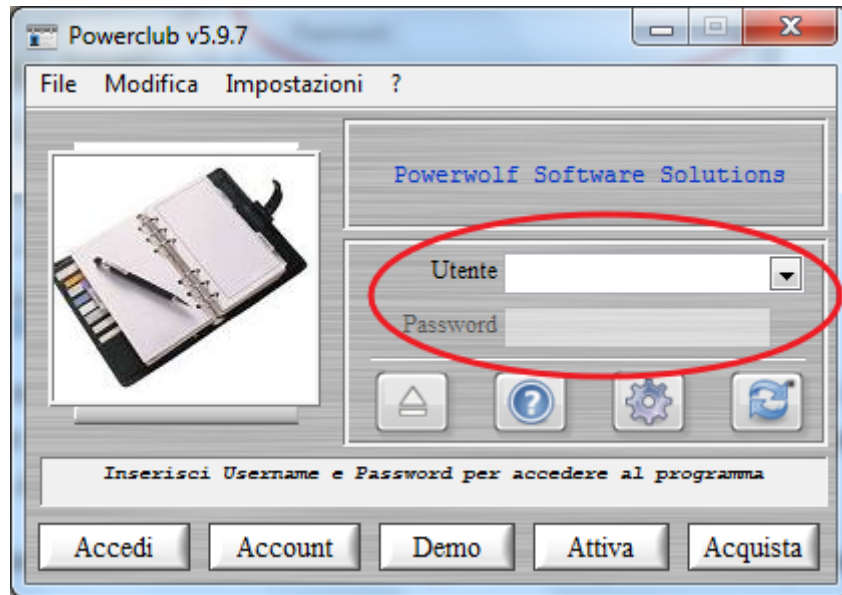 Powerclub v5.9.7
File Modifica Impostazioni ?
Powerwolf Software Solutions
Utente
Password
Inserisci Username e Password per accedere al programma
Accedi Account Demo Attiva Acquista